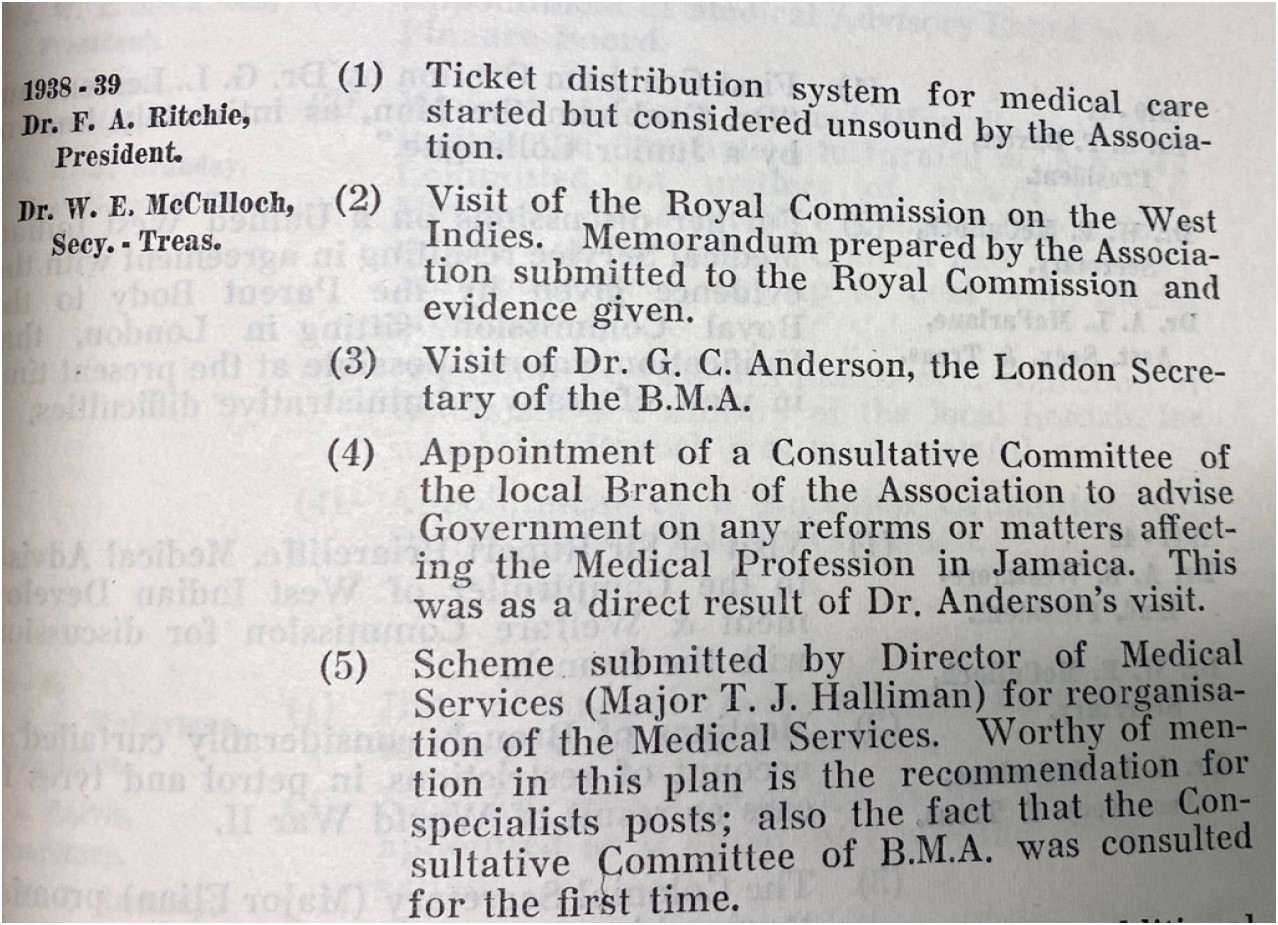 1938 - 39
Dr. F. A. Ritchie,
President.
(1) Ticket distribution system for medical care
started but considered unsound by the Associa-
tion.
Dr. W. E. McCulloch,
Secy. - Treas.
(2) Visit of the Royal Commission on the West
Indies. Memorandum prepared by the Associa-
tion submitted to the Royal Commission and
evidence given.
(3) Visit of Dr. G. C. Anderson, the London Secre-
tary of the B.M.A.
(4) Appointment of a Consultative Committee of
the local Branch of the Association to advise
Government on any reforms or matters affect-
ing the Medical Profession in Jamaica. This
was as a direct result of Dr. Anderson's visit.
(5) Scheme submitted by Director of Medical
Services (Major T. J. Halliman) for reorganisa-
tion of the Medical Services. Worthy of men-
tion in this plan is the recommendation for
specialists posts; also the fact that the Con-
sultative Committee of B.M.A. was consulted
for the first time.